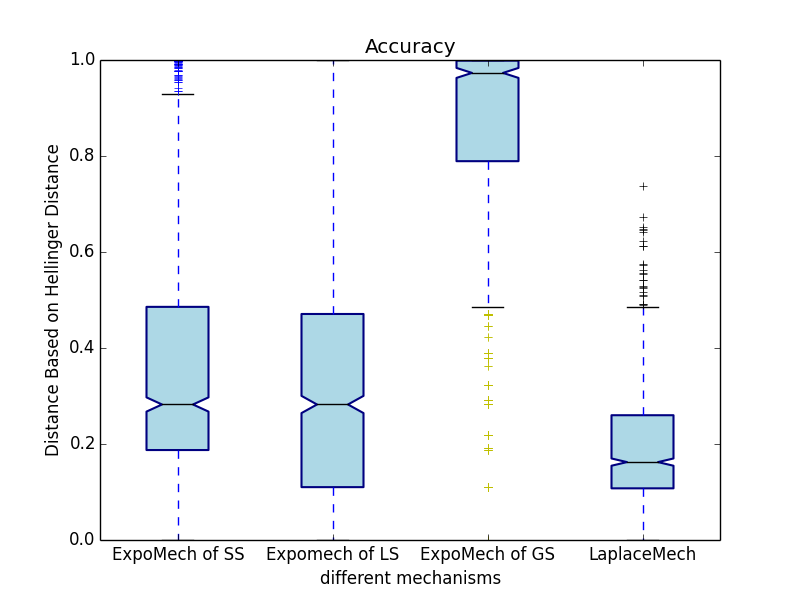 Accuracy
Distance Based on Hellinger Distance
1.0
0.8
0.6
0.4
0.2
0.0
ExpoMech of SS Expomech of LS ExpoMech of GS LaplaceMech
different mechanisms